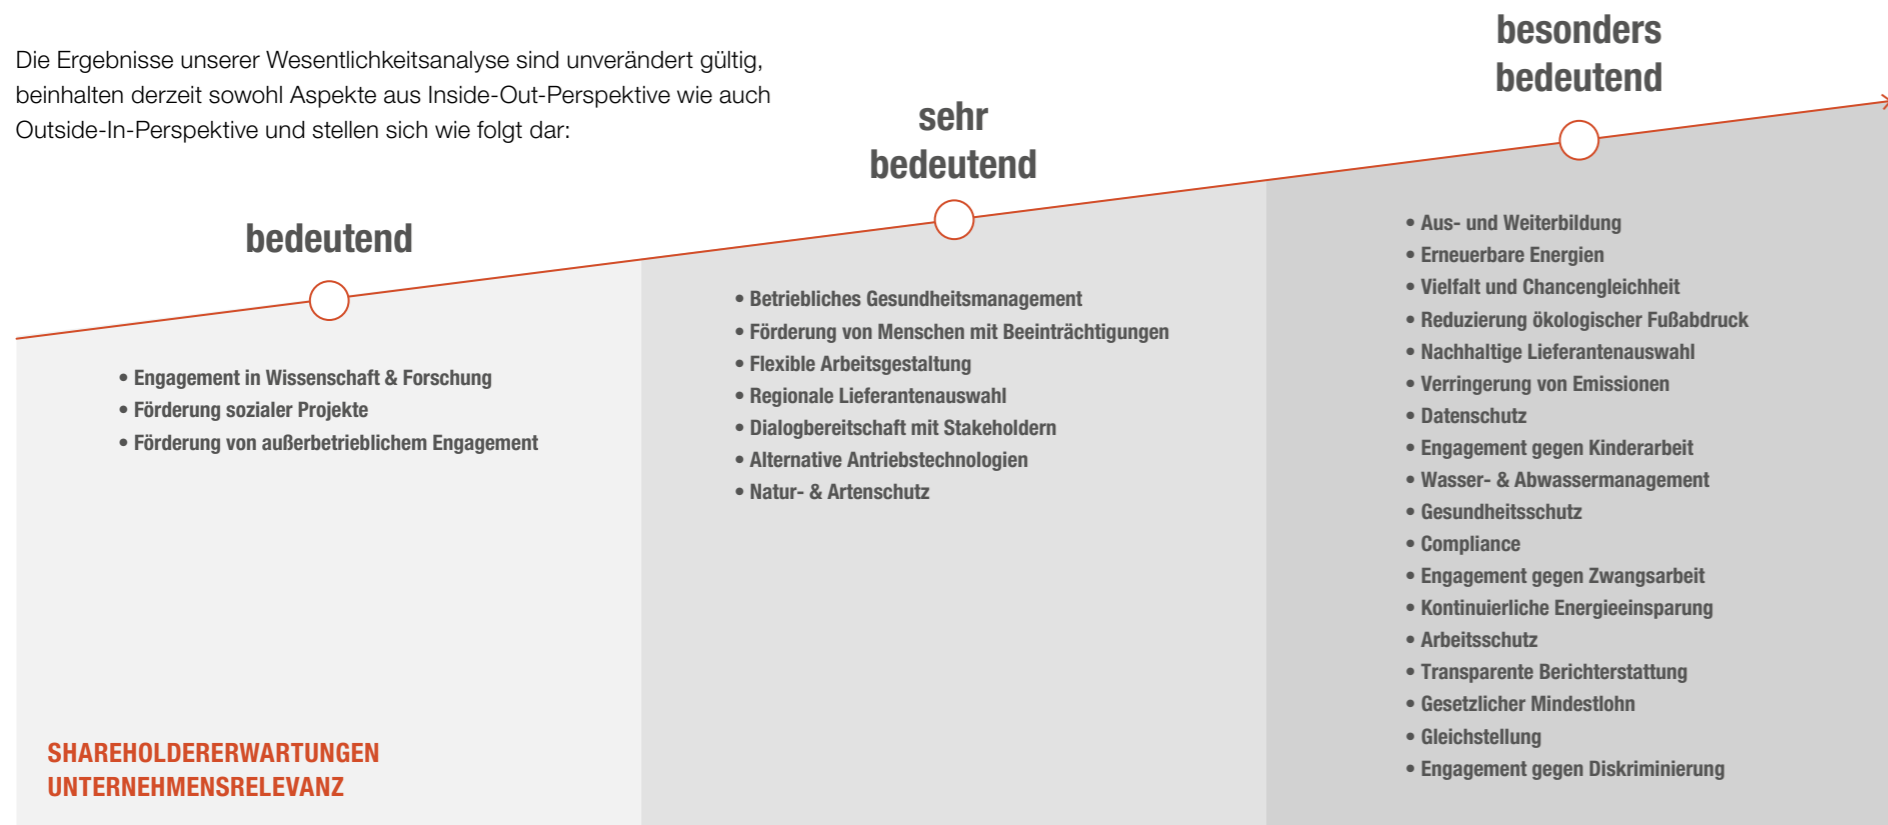 Die Ergebnisse unserer Wesentlichkeitsanalyse sind unverändert gültig,
beinhalten derzeit sowohl Aspekte aus Inside-Out-Perspektive wie auch
Outside-In-Perspektive und stellen sich wie folgt dar:
bedeutend
• Engagement in Wissenschaft & Forschung
• Förderung sozialer Projekte
• Förderung von außerbetrieblichem Engagement
sehr
bedeutend
• Betriebliches Gesundheitsmanagement
• Förderung von Menschen mit Beeinträchtigungen
• Flexible Arbeitsgestaltung
• Regionale Lieferantenauswahl
• Dialogbereitschaft mit Stakeholdern
• Alternative Antriebstechnologien
• Natur- & Artenschutz
besonders
bedeutend
• Aus- und Weiterbildung
• Erneuerbare Energien
• Vielfalt und Chancengleichheit
• Reduzierung ökologischer Fußabdruck
• Nachhaltige Lieferantenauswahl
• Verringerung von Emissionen
• Datenschutz
• Engagement gegen Kinderarbeit
• Wasser- & Abwassermanagement
• Gesundheitsschutz
• Compliance
• Engagement gegen Zwangsarbeit
• Kontinuierliche Energieeinsparung
• Arbeitsschutz
• Transparente Berichterstattung
• Gesetzlicher Mindestlohn
• Gleichstellung
• Engagement gegen Diskriminierung
SHAREHOLDERERWARTUNGEN
UNTERNEHMENSRELEVANZ